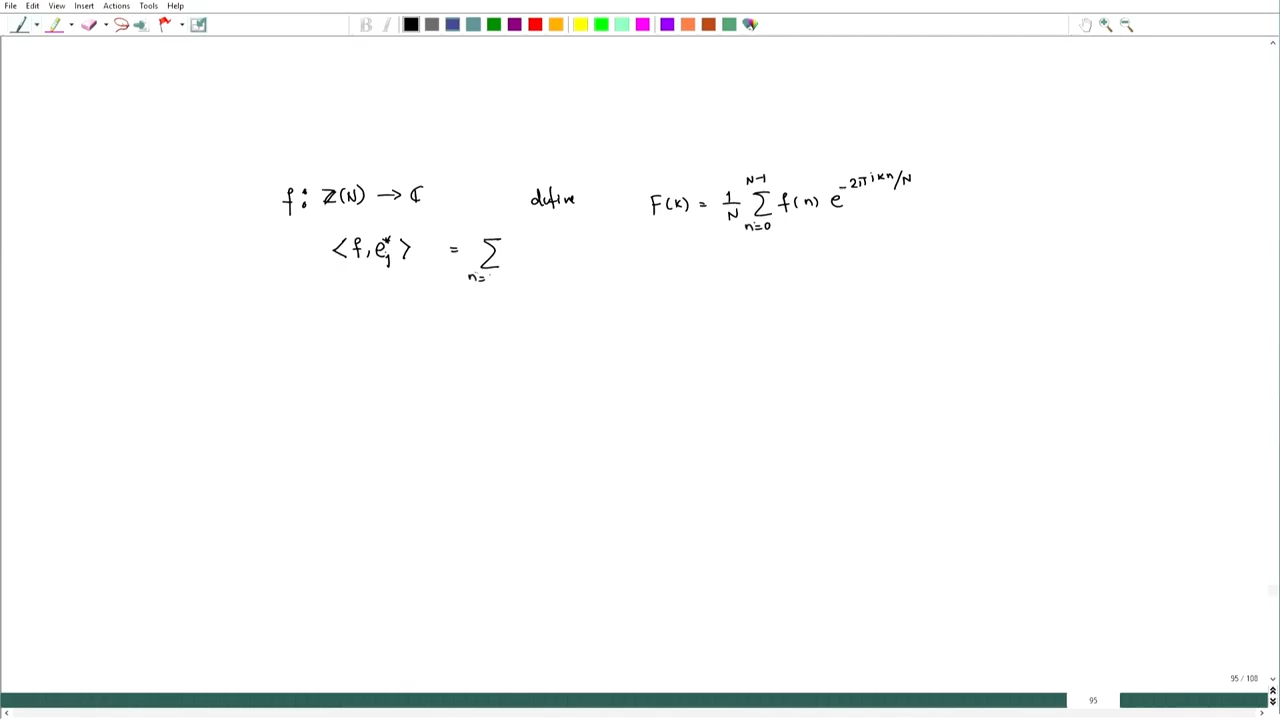 File Edit View Insert Actions Tools Help
B I
f : ℤ(N) → ℂ define F(k) = 1/N ∑_{n=0}^{N-1} f(n) e^{-2πikn/N}
<f, e_j^*> = ∑_{n=
95 / 108
95